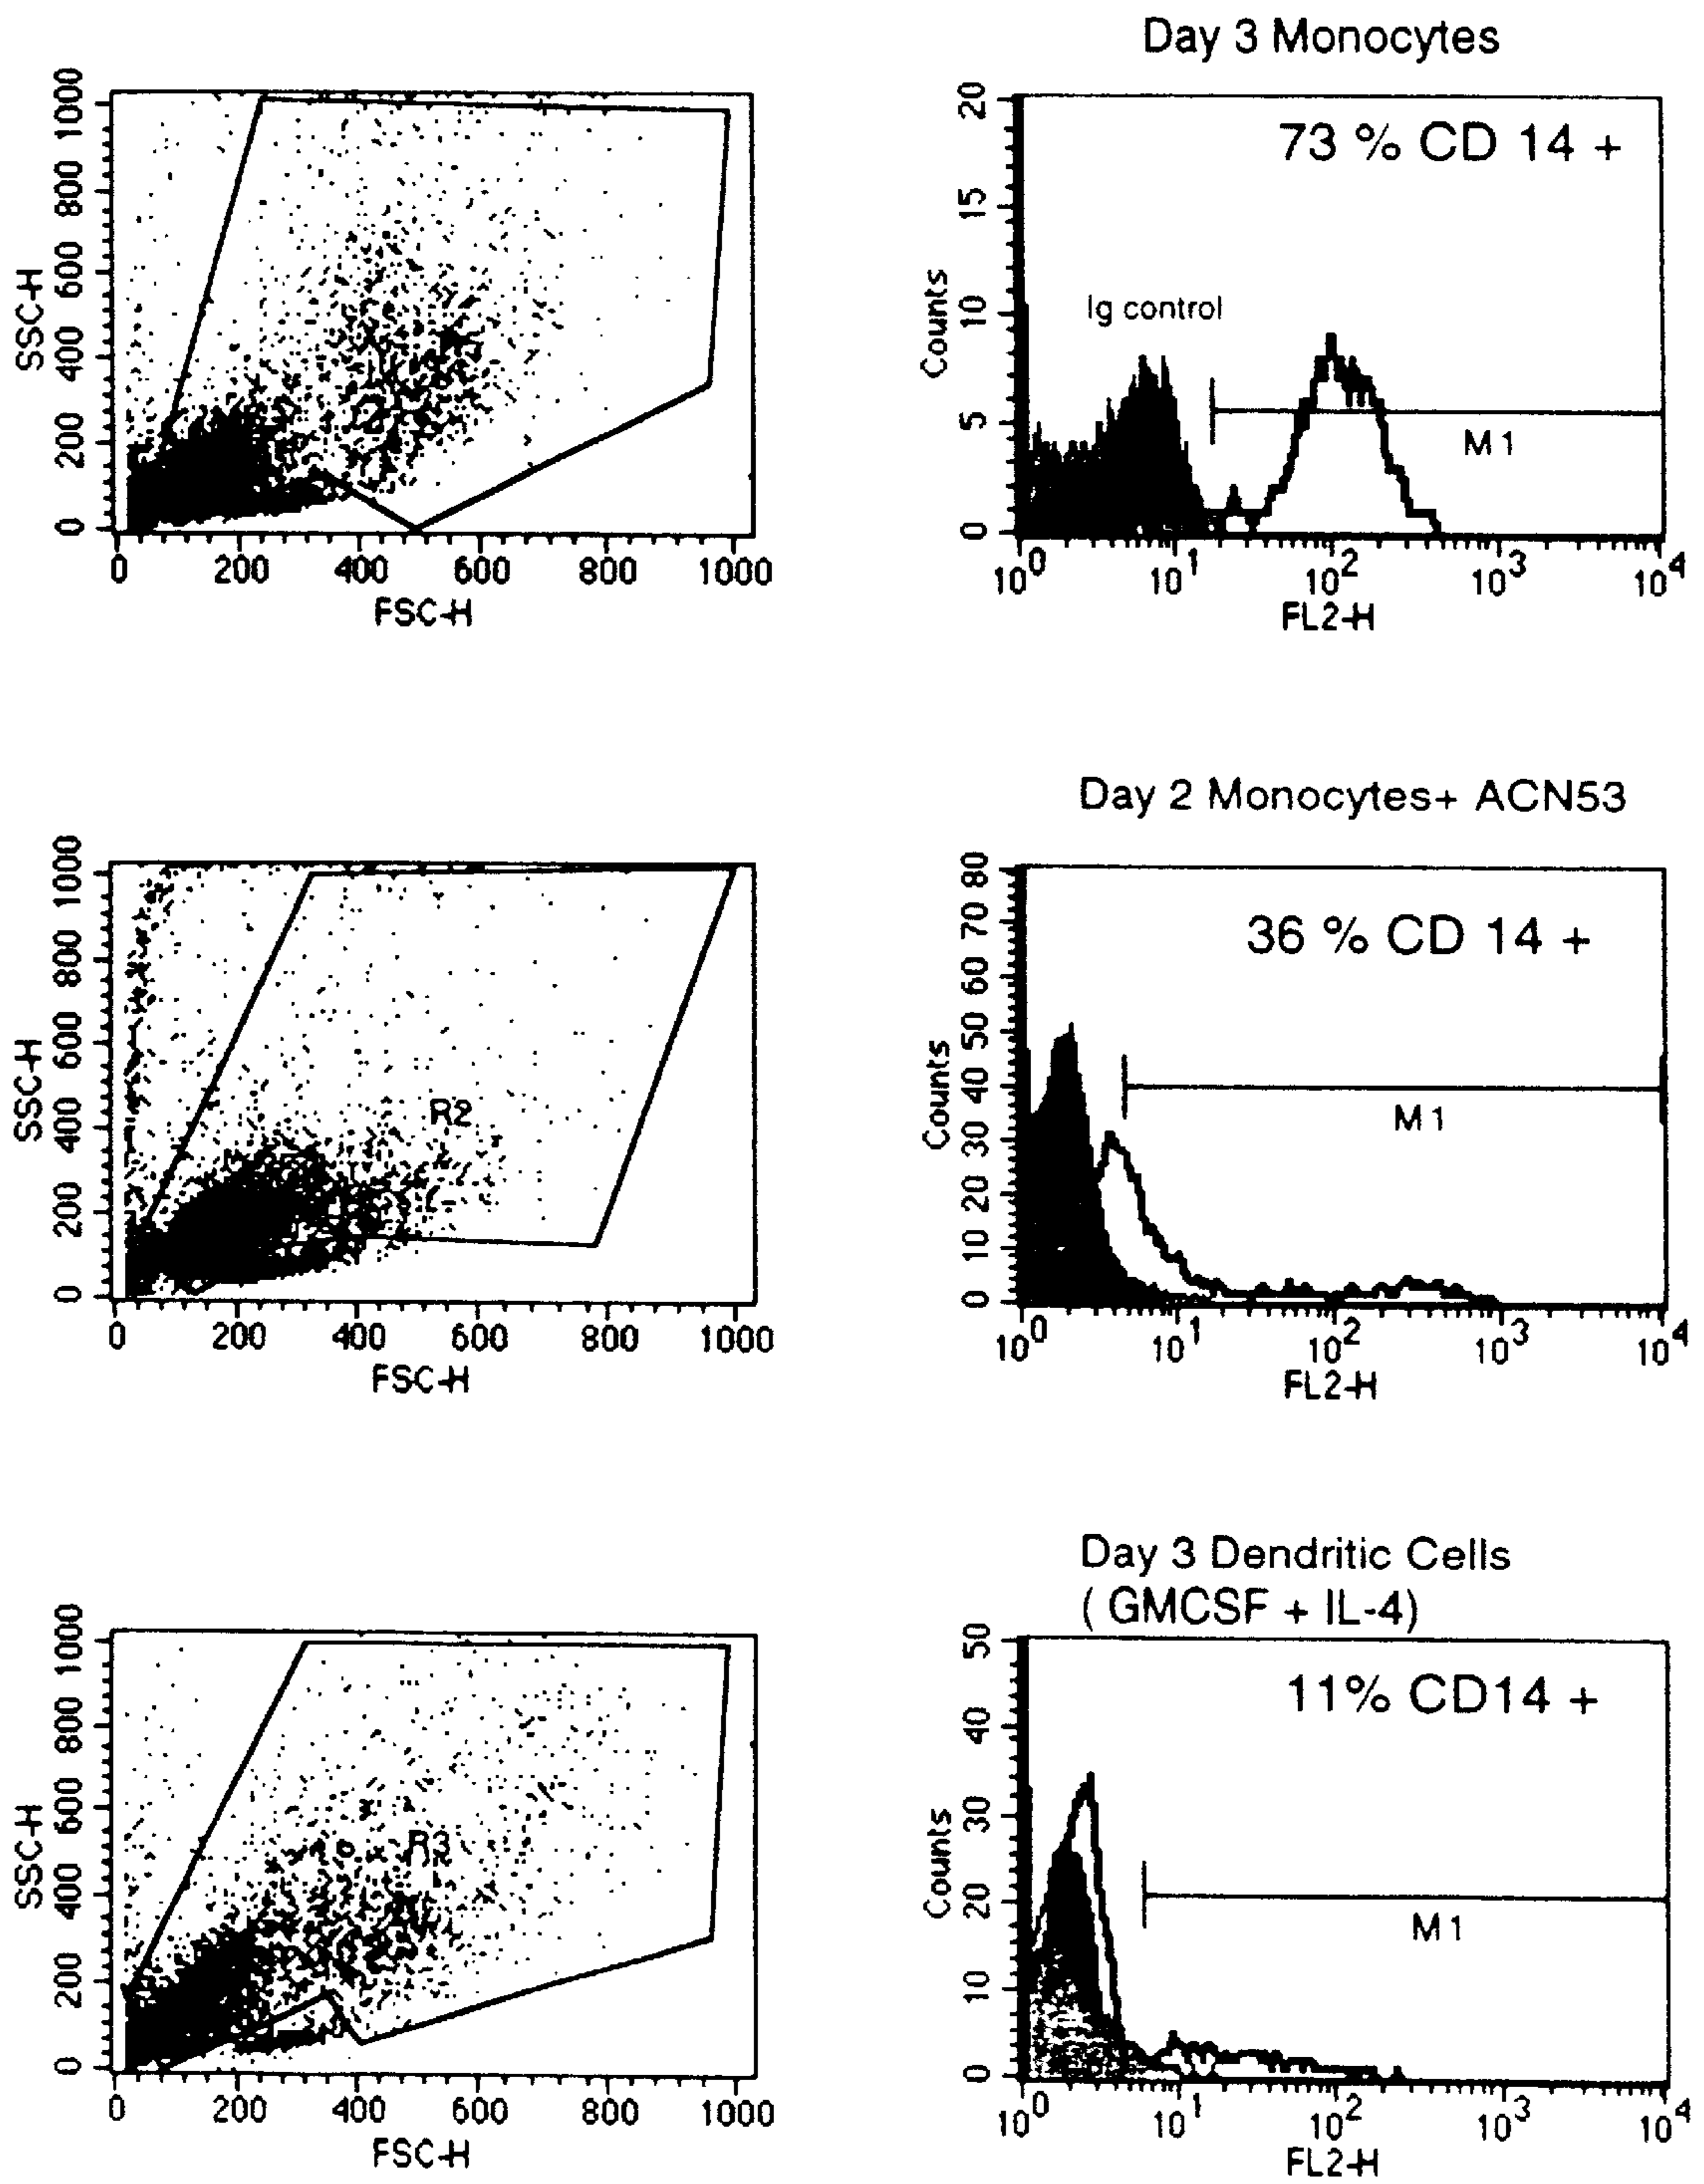 Day 3 Monocytes
1000
800
600
400
200
0
SSC-H
0 200 400 600 800 1000
FSC-H
73 % CD 14 +
Ig control
M 1
20
15
10
5
0
Counts
10^0 10^1 10^2 10^3 10^4
FL2-H
Day 2 Monocytes+ ACN53
1000
800
600
400
200
0
SSC-H
R2
0 200 400 600 800 1000
FSC-H
36 % CD 14 +
M 1
80
70
60
50
40
30
20
10
0
Counts
10^0 10^1 10^2 10^3 10^4
FL2-H
Day 3 Dendritic Cells
( GMCSF + IL-4)
1000
800
600
400
200
0
SSC-H
R3
0 200 400 600 800 1000
FSC-H
11% CD14 +
M 1
50
40
30
20
10
0
Counts
10^0 10^1 10^2 10^3 10^4
FL2-H